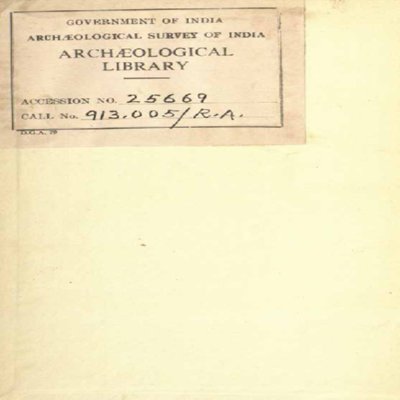 GOVERNMENT OF INDIA
ARCHÆOLOGICAL SURVEY OF INDIA
ARCHÆOLOGICAL
LIBRARY
ACCESSION NO. 25669
CALL No. 913.005/R.A.
D.G.A. 79